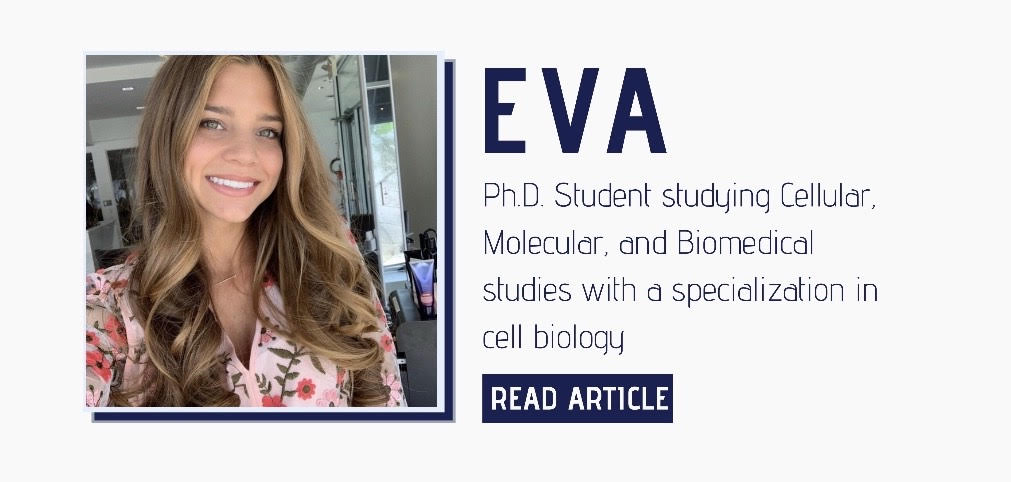 EVA
Ph.D. Student studying Cellular,
Molecular, and Biomedical
studies with a specialization in
cell biology
READ ARTICLE